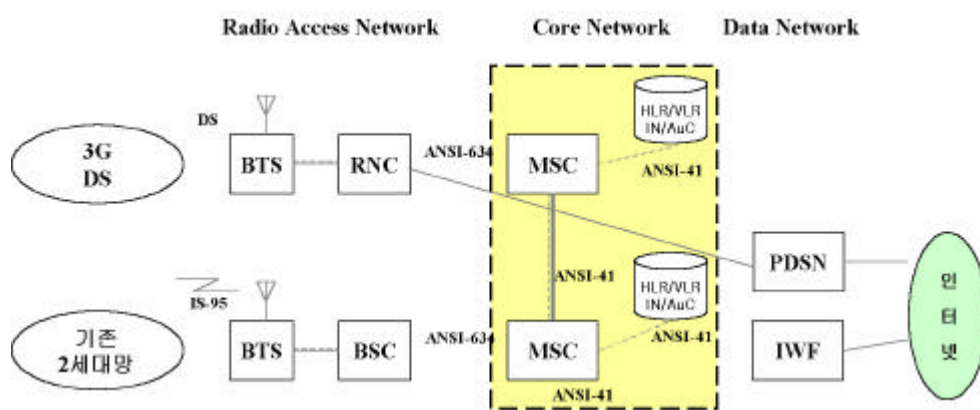 Radio Access Network
Core Network
Data Network
3G
DS
DS
BTS
RNC
ANSI-634
MSC
HLR/VLR
IN/AuC
ANSI-41
ANSI-41
PDSN
인
터
넷
IS-95
기존
2세대망
BTS
BSC
ANSI-634
MSC
HLR/VLR
IN/AuC
ANSI-41
ANSI-41
IWF